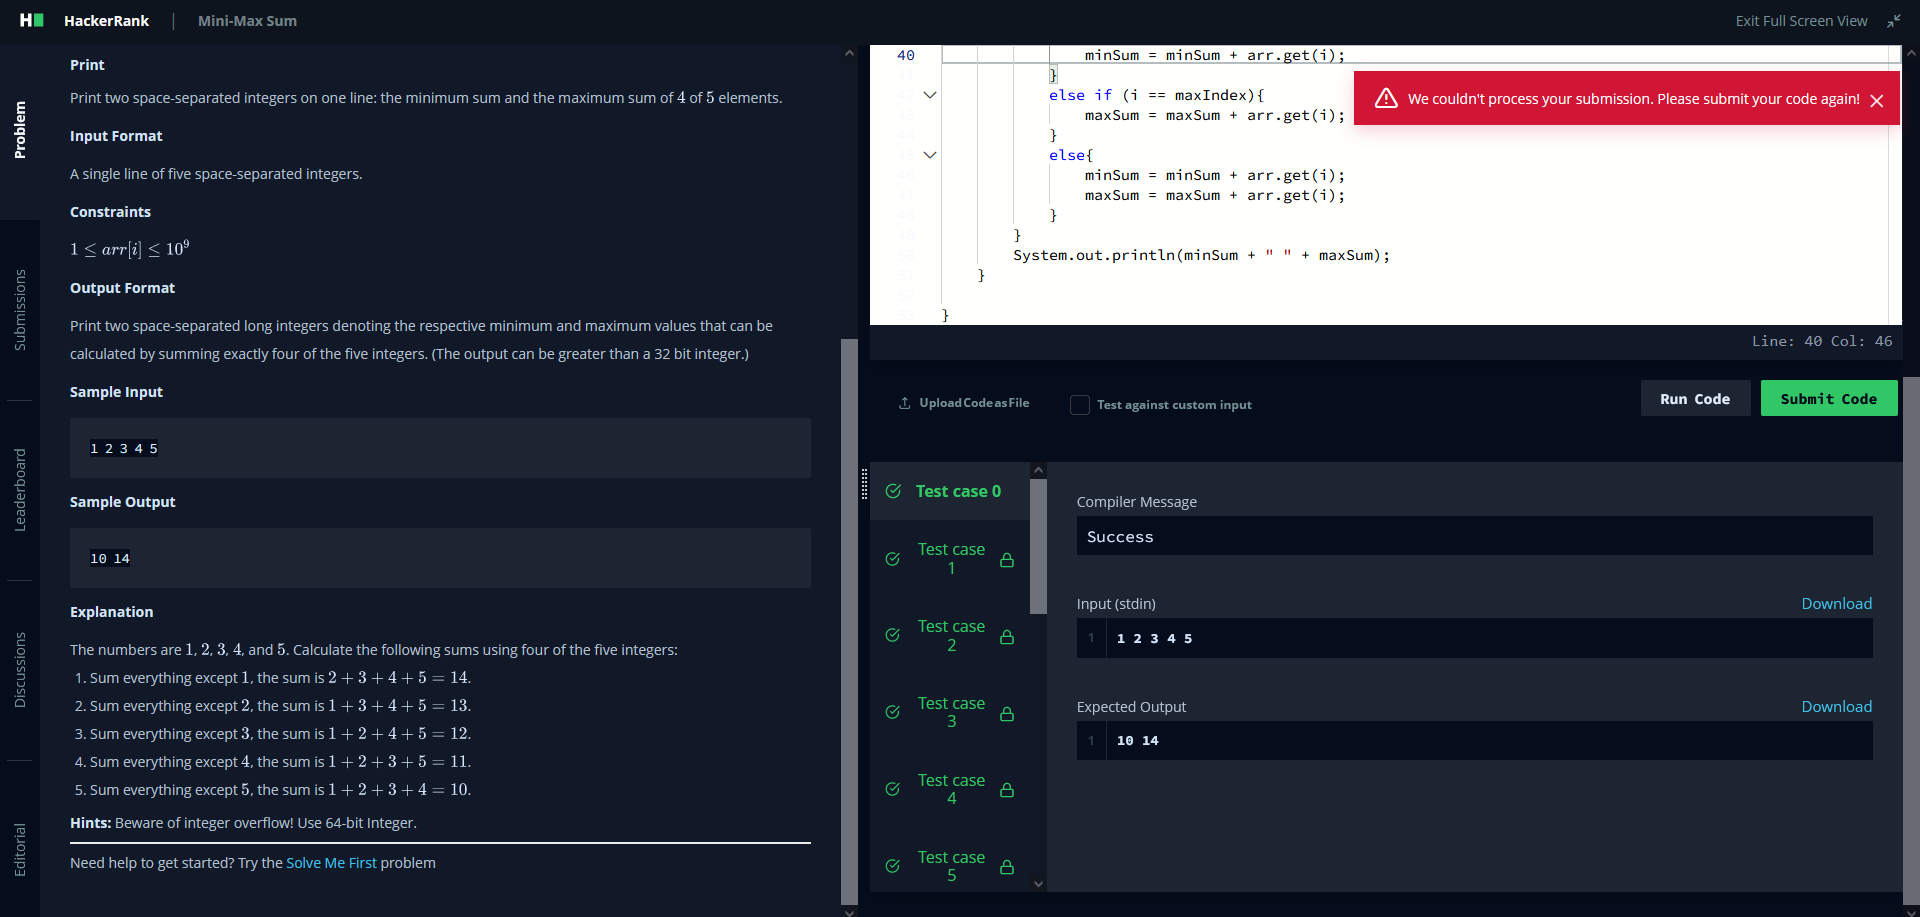 HackerRank | Mini-Max Sum
Exit Full Screen View
Problem
Submissions
Leaderboard
Discussions
Editorial
Print
Print two space-separated integers on one line: the minimum sum and the maximum sum of 4 of 5 elements.
Input Format
A single line of five space-separated integers.
Constraints
1 ≤ arr[i] ≤ 10⁹
Output Format
Print two space-separated long integers denoting the respective minimum and maximum values that can be
calculated by summing exactly four of the five integers. (The output can be greater than a 32 bit integer.)
Sample Input
1 2 3 4 5
Sample Output
10 14
Explanation
The numbers are 1, 2, 3, 4, and 5. Calculate the following sums using four of the five integers:
1. Sum everything except 1, the sum is 2 + 3 + 4 + 5 = 14.
2. Sum everything except 2, the sum is 1 + 3 + 4 + 5 = 13.
3. Sum everything except 3, the sum is 1 + 2 + 4 + 5 = 12.
4. Sum everything except 4, the sum is 1 + 2 + 3 + 5 = 11.
5. Sum everything except 5, the sum is 1 + 2 + 3 + 4 = 10.
Hints: Beware of integer overflow! Use 64-bit Integer.
Need help to get started? Try the Solve Me First problem
40 minSum = minSum + arr.get(i);
41 }
42 else if (i == maxIndex){
43 maxSum = maxSum + arr.get(i);
44 }
45 else{
46 minSum = minSum + arr.get(i);
47 maxSum = maxSum + arr.get(i);
48 }
49 }
50 System.out.println(minSum + " " + maxSum);
51 }
52
53 }
We couldn't process your submission. Please submit your code again!
Line: 40 Col: 46
Upload Code as File
Test against custom input
Run Code
Submit Code
Test case 0
Test case
1
Test case
2
Test case
3
Test case
4
Test case
5
Compiler Message
Success
Input (stdin)
Download
1 1 2 3 4 5
Expected Output
Download
1 10 14